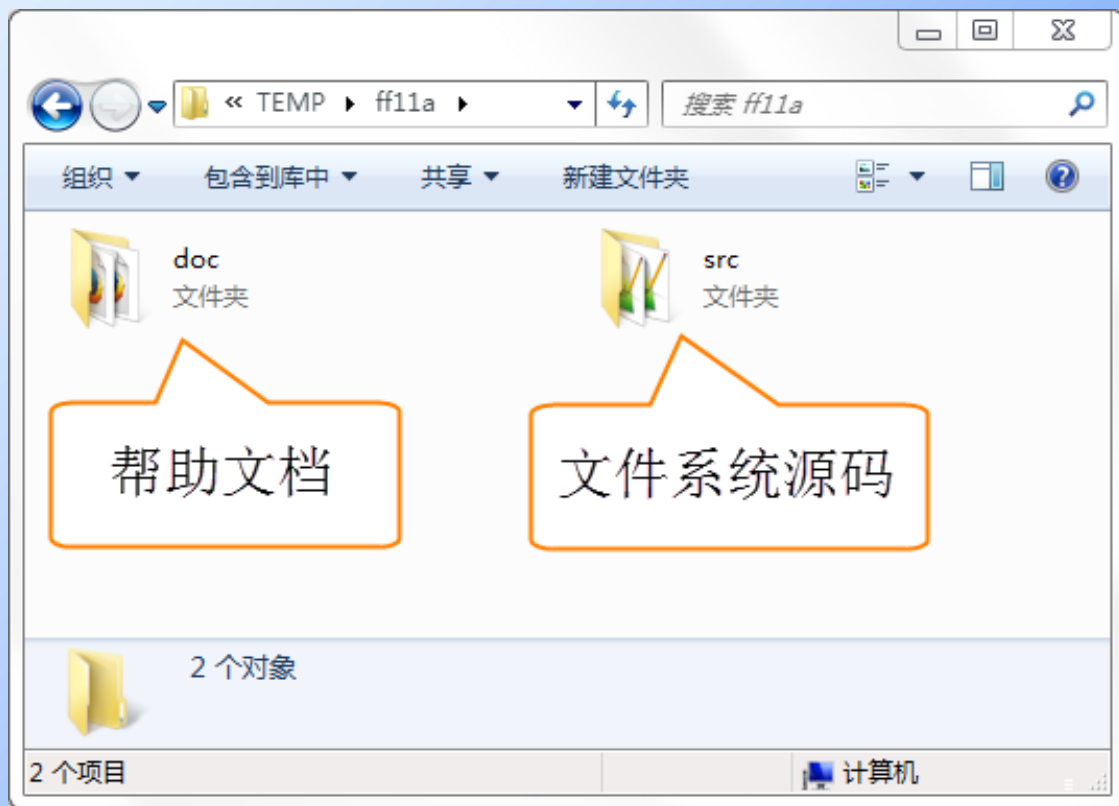 « TEMP ▸ ff11a ▸
搜索 ff11a
组织 包含到库中 共享 新建文件夹
doc
文件夹
src
文件夹
帮助文档
文件系统源码
2 个对象
2 个项目
计算机